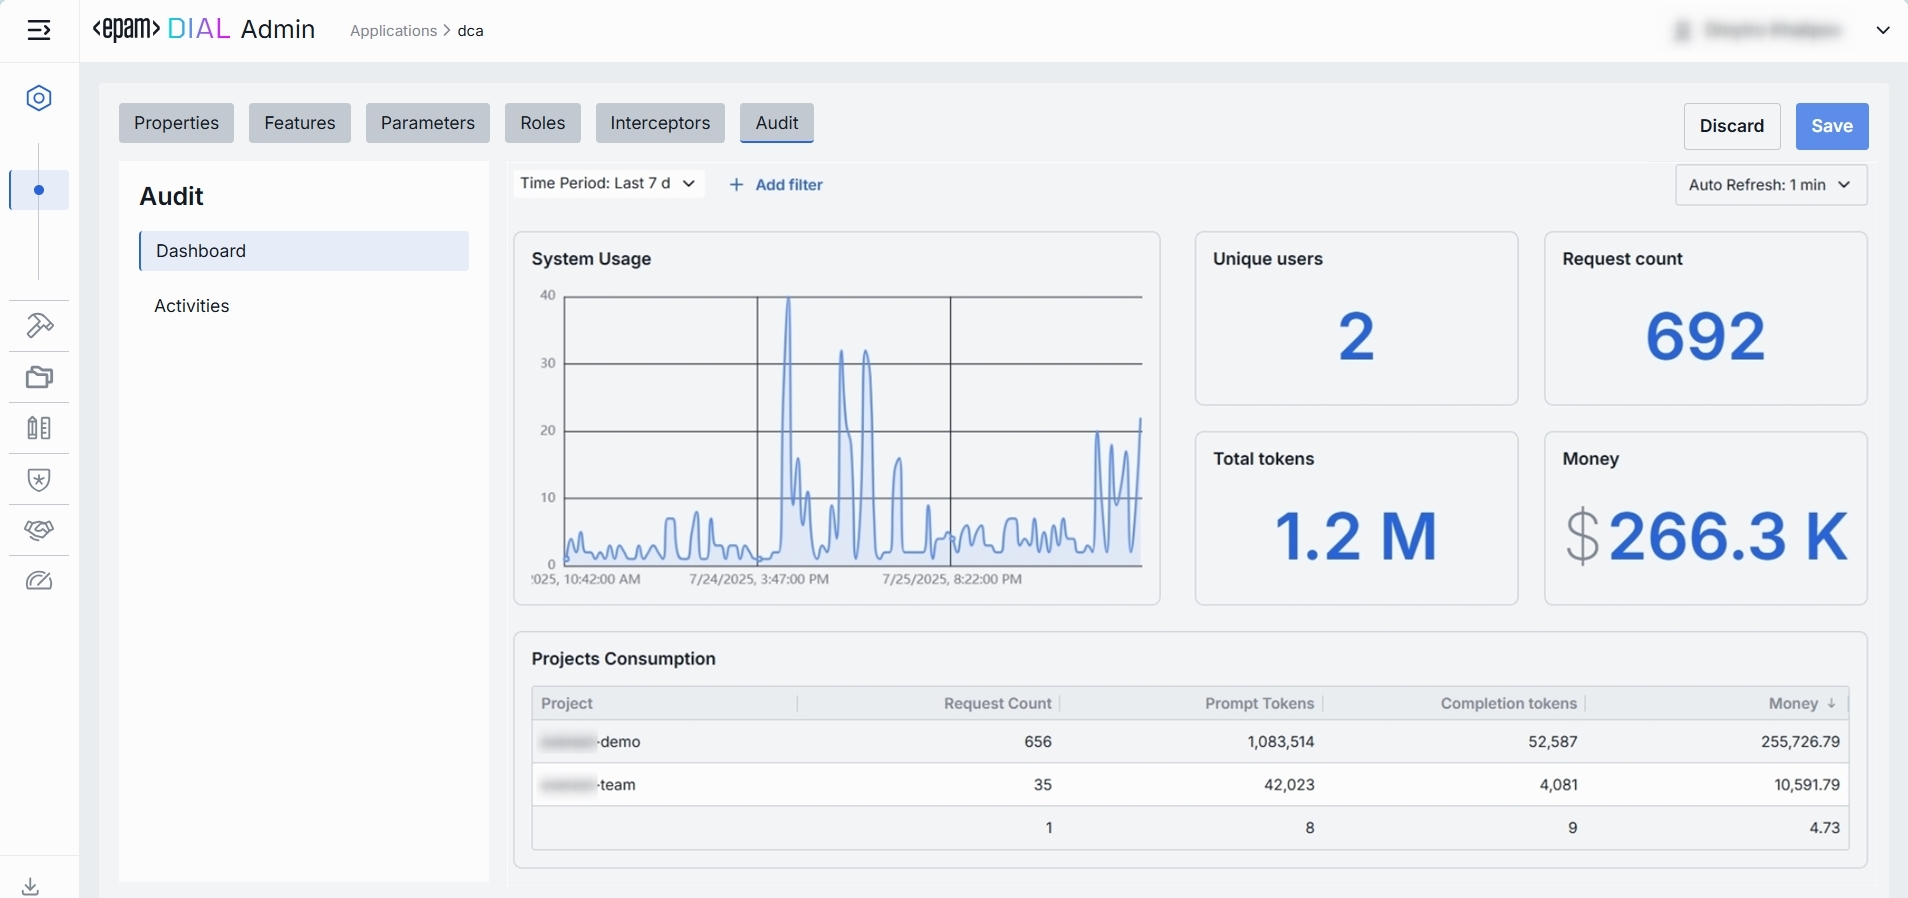 <epam> DIAL Admin
Applications > dca
Properties
Features
Parameters
Roles
Interceptors
Audit
Discard
Save
Audit
Dashboard
Activities
Time Period: Last 7 d
+ Add filter
Auto Refresh: 1 min
System Usage
40
30
20
10
0
2025, 10:42:00 AM
7/24/2025, 3:47:00 PM
7/25/2025, 8:22:00 PM
Unique users
2
Request count
692
Total tokens
1.2 M
Money
$266.3 K
Projects Consumption
Project Request Count Prompt Tokens Completion tokens Money ↓
-demo 656 1,083,514 52,587 255,726.79
-team 35 42,023 4,081 10,591.79
1 8 9 4.73